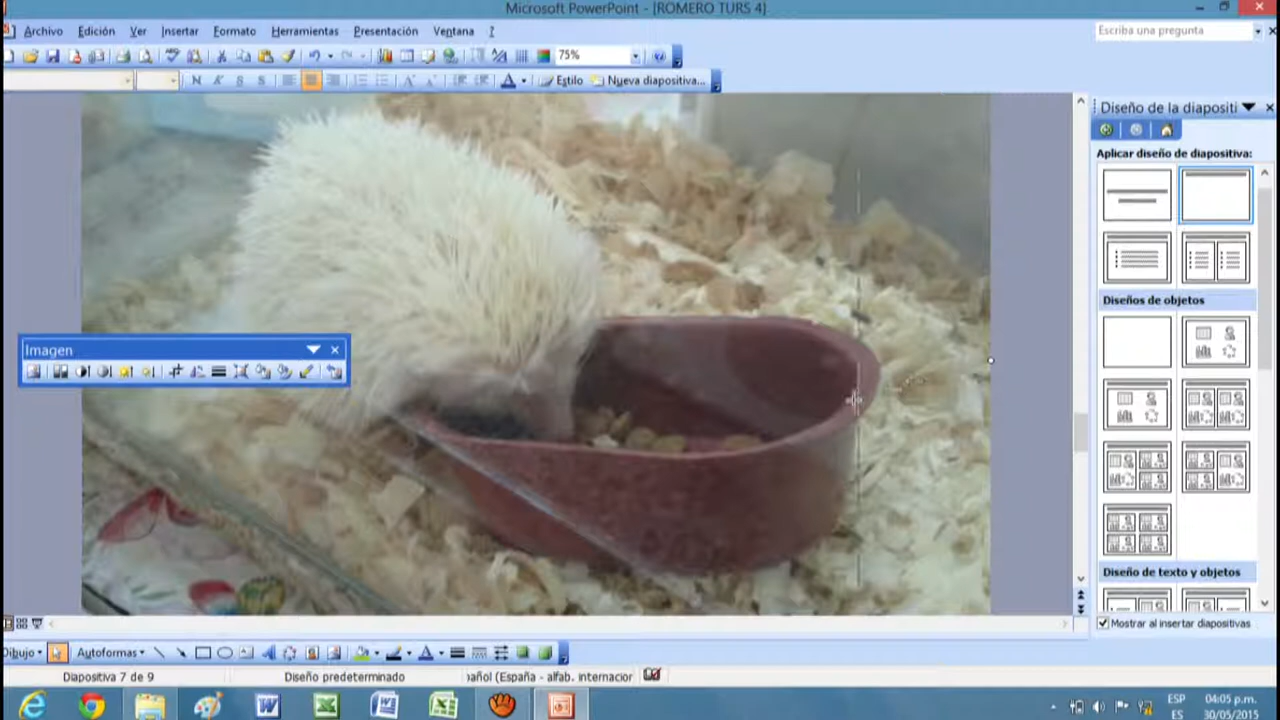 Microsoft PowerPoint - [ROMERO TURS 4]
Archivo Edición Ver Insertar Formato Herramientas Presentación Ventana ?
Escriba una pregunta
75%
N K S S
A Estilo Nueva diapositiva...
Diseño de la diapositi
Aplicar diseño de diapositiva:
Diseños de objetos
Imagen
Diseño de texto y objetos
Mostrar al insertar diapositivas
Dibujo Autoformas
Diapositiva 7 de 9 Diseño predeterminado añol (España - alfab. internacior
ESP 04:05 p.m.
ES 30/05/2015